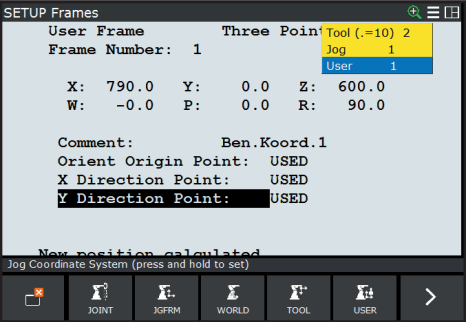 SETUP Frames
User Frame Three Poin
Tool (.=10) 2
Jog 1
User 1
Frame Number: 1
X: 790.0 Y: 0.0 Z: 600.0
W: -0.0 P: 0.0 R: 90.0
Comment: Ben.Koord.1
Orient Origin Point: USED
X Direction Point: USED
Y Direction Point: USED
New position calculated
Jog Coordinate System (press and hold to set)
JOINT JGFRM WORLD TOOL USER